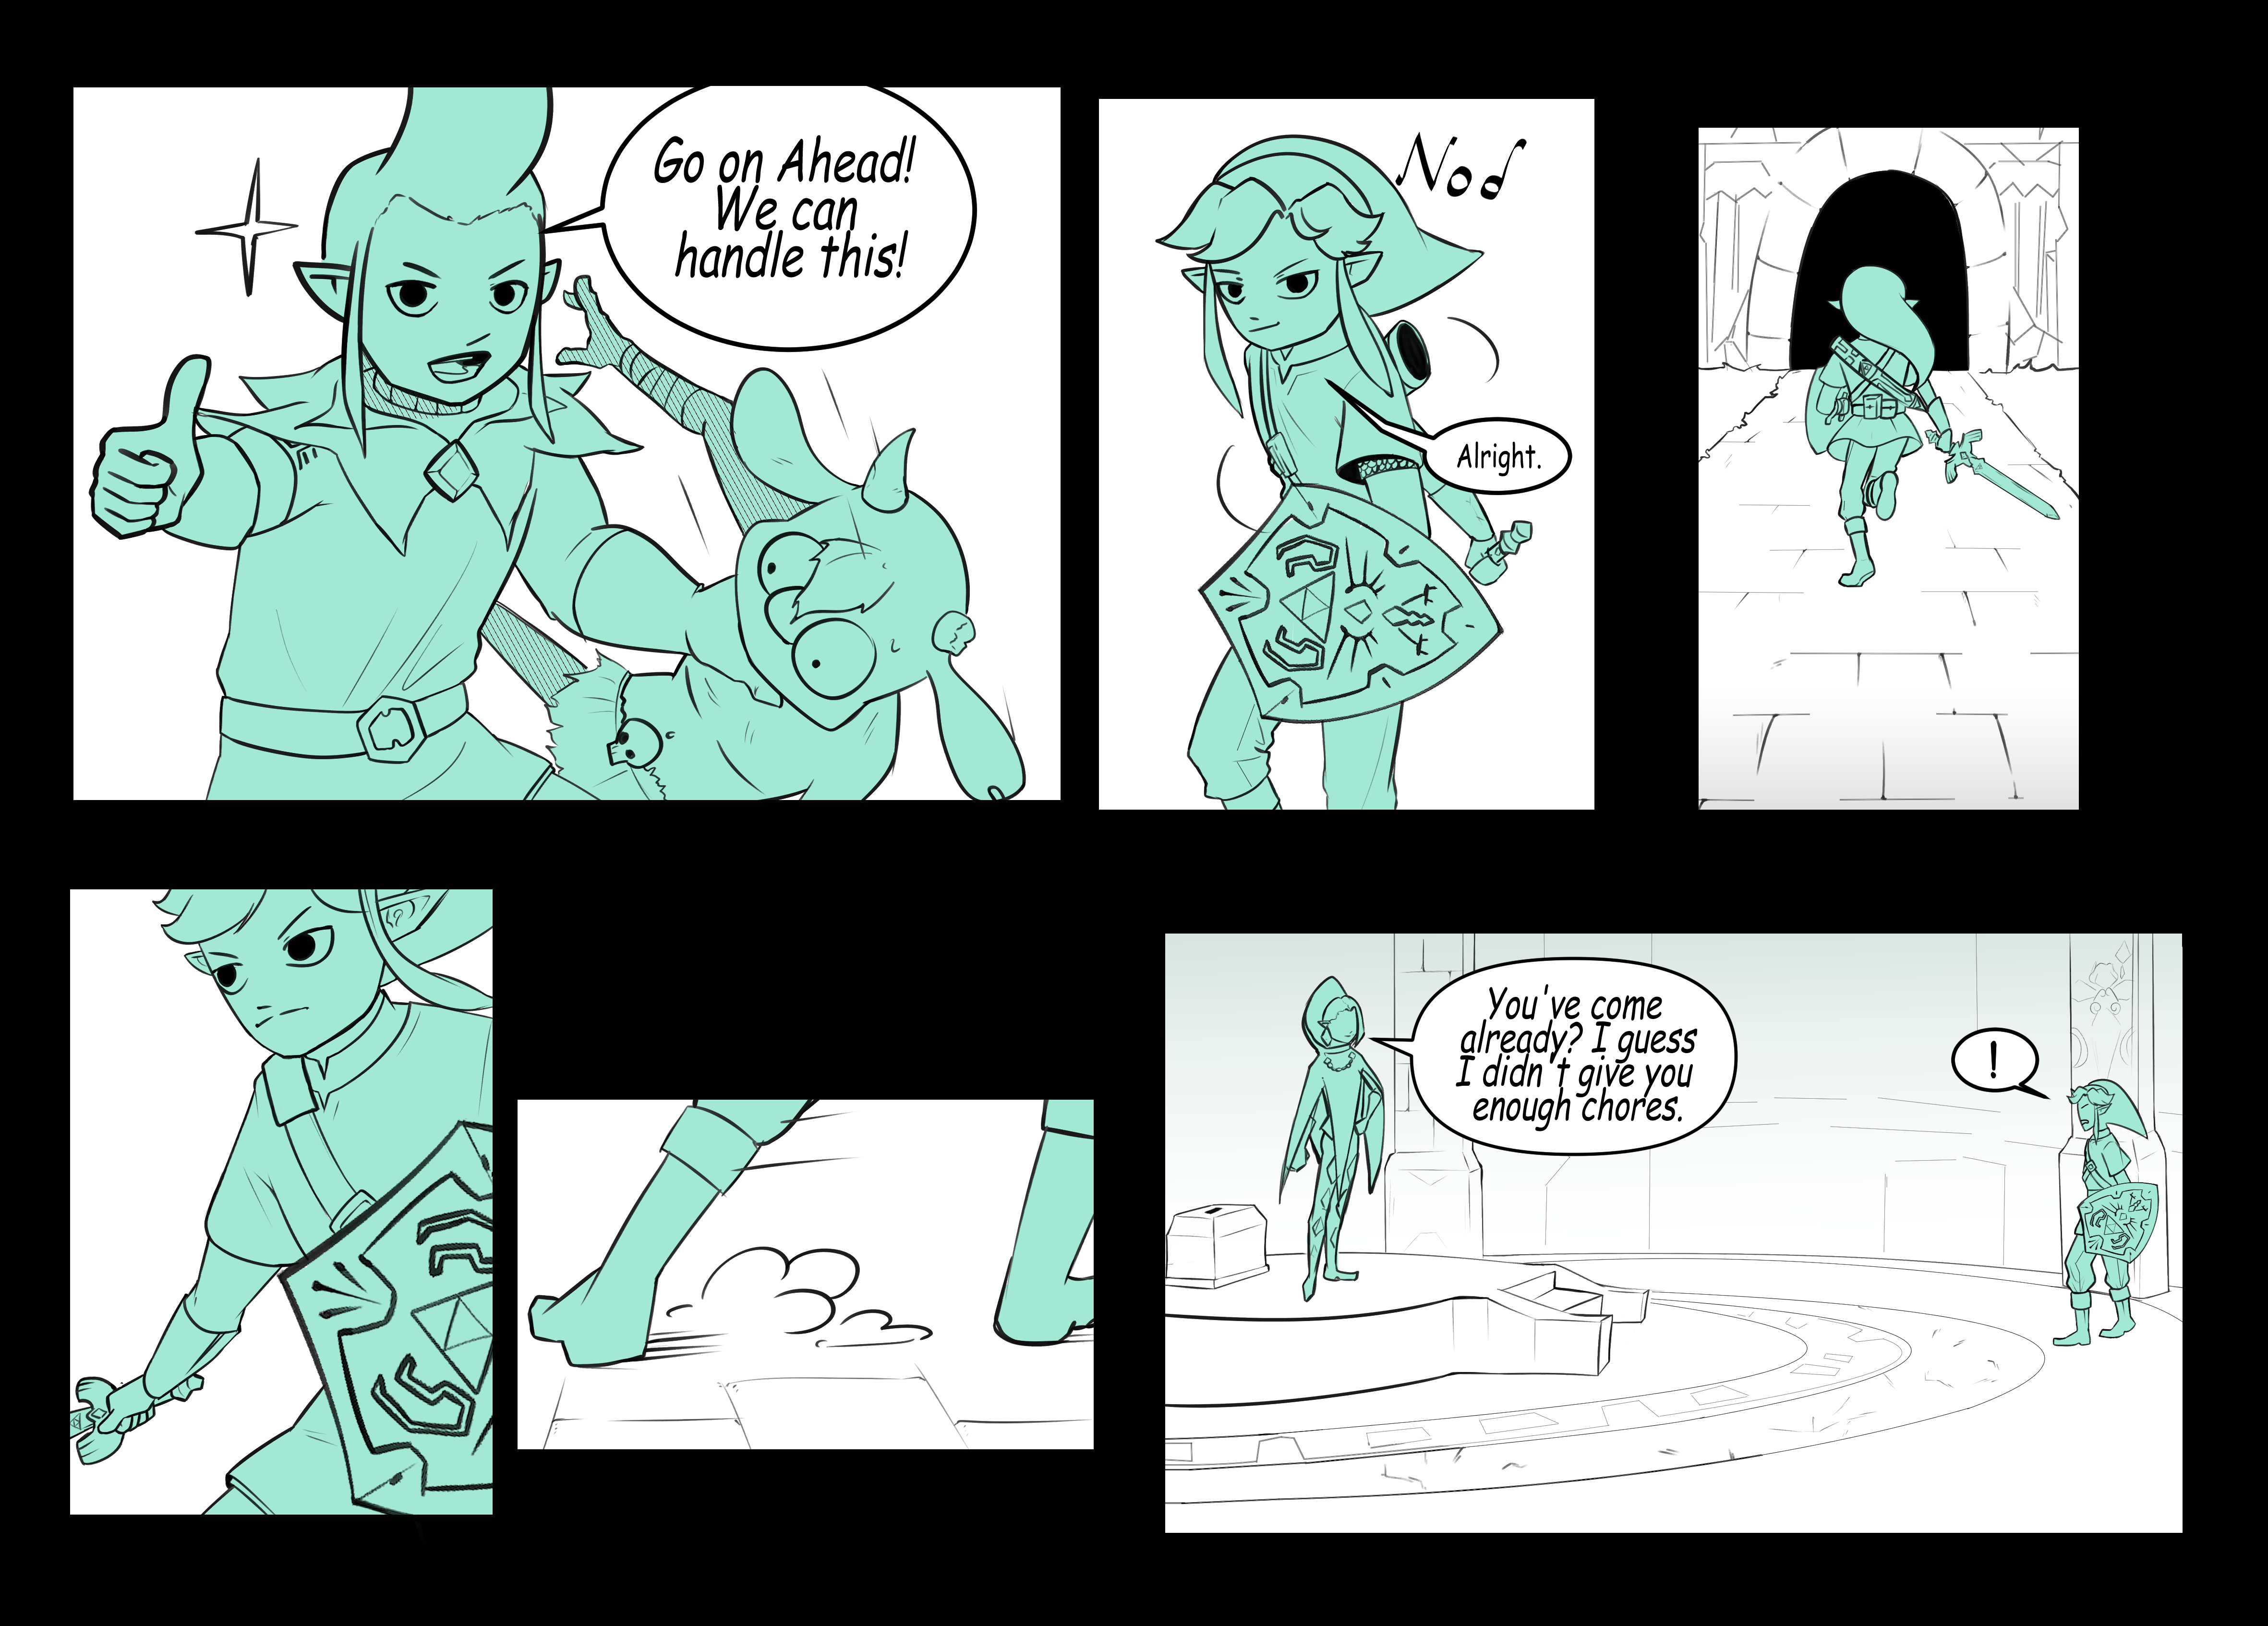 Go on Ahead!
We can
handle this!
Nod
Alright.
You've come
already? I guess
I didn't give you
enough chores.
!